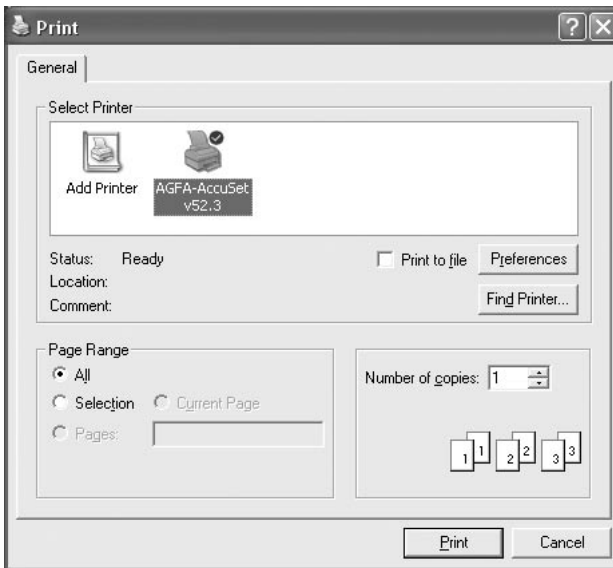 Print
General
Select Printer
Add Printer
AGFA-AccuSet
v52.3
Status: Ready
Print to file
Preferences
Location:
Comment:
Find Printer...
Page Range
All
Selection
Current Page
Pages:
Number of copies: 1
1 1 2 2 3 3
Print
Cancel